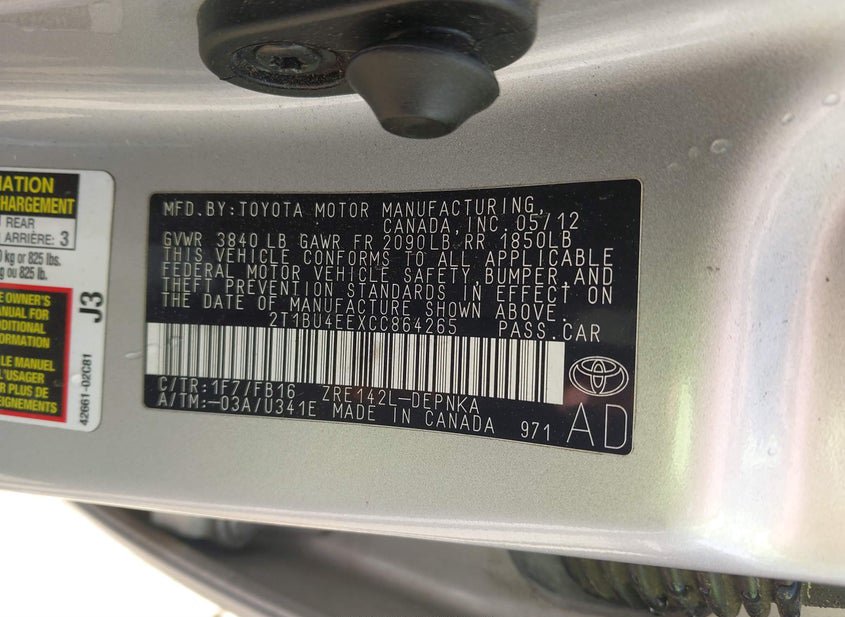 MATION
CHARGEMENT
REAR
ARRIÈRE: 3
kg or 825 lbs.
kg ou 825 lb.
OWNER'S
MANUAL FOR
INFORMATION
LE MANUEL
L'USAGER
PLUS DE
J3
42661-02C81
MFD. BY: TOYOTA MOTOR MANUFACTURING,
CANADA, INC. 05/12
GVWR 3840 LB GAWR FR 2090LB RR 1850LB
THIS VEHICLE CONFORMS TO ALL APPLICABLE
FEDERAL MOTOR VEHICLE SAFETY, BUMPER, AND
THEFT PREVENTION STANDARDS IN EFFECT ON
THE DATE OF MANUFACTURE SHOWN ABOVE.
2T1BU4EEXCC864265 PASS. CAR
C/TR: 1F7/FB16 ZRE142L-DEPNKA
A/TM: -03A/U341E MADE IN CANADA 971
AD